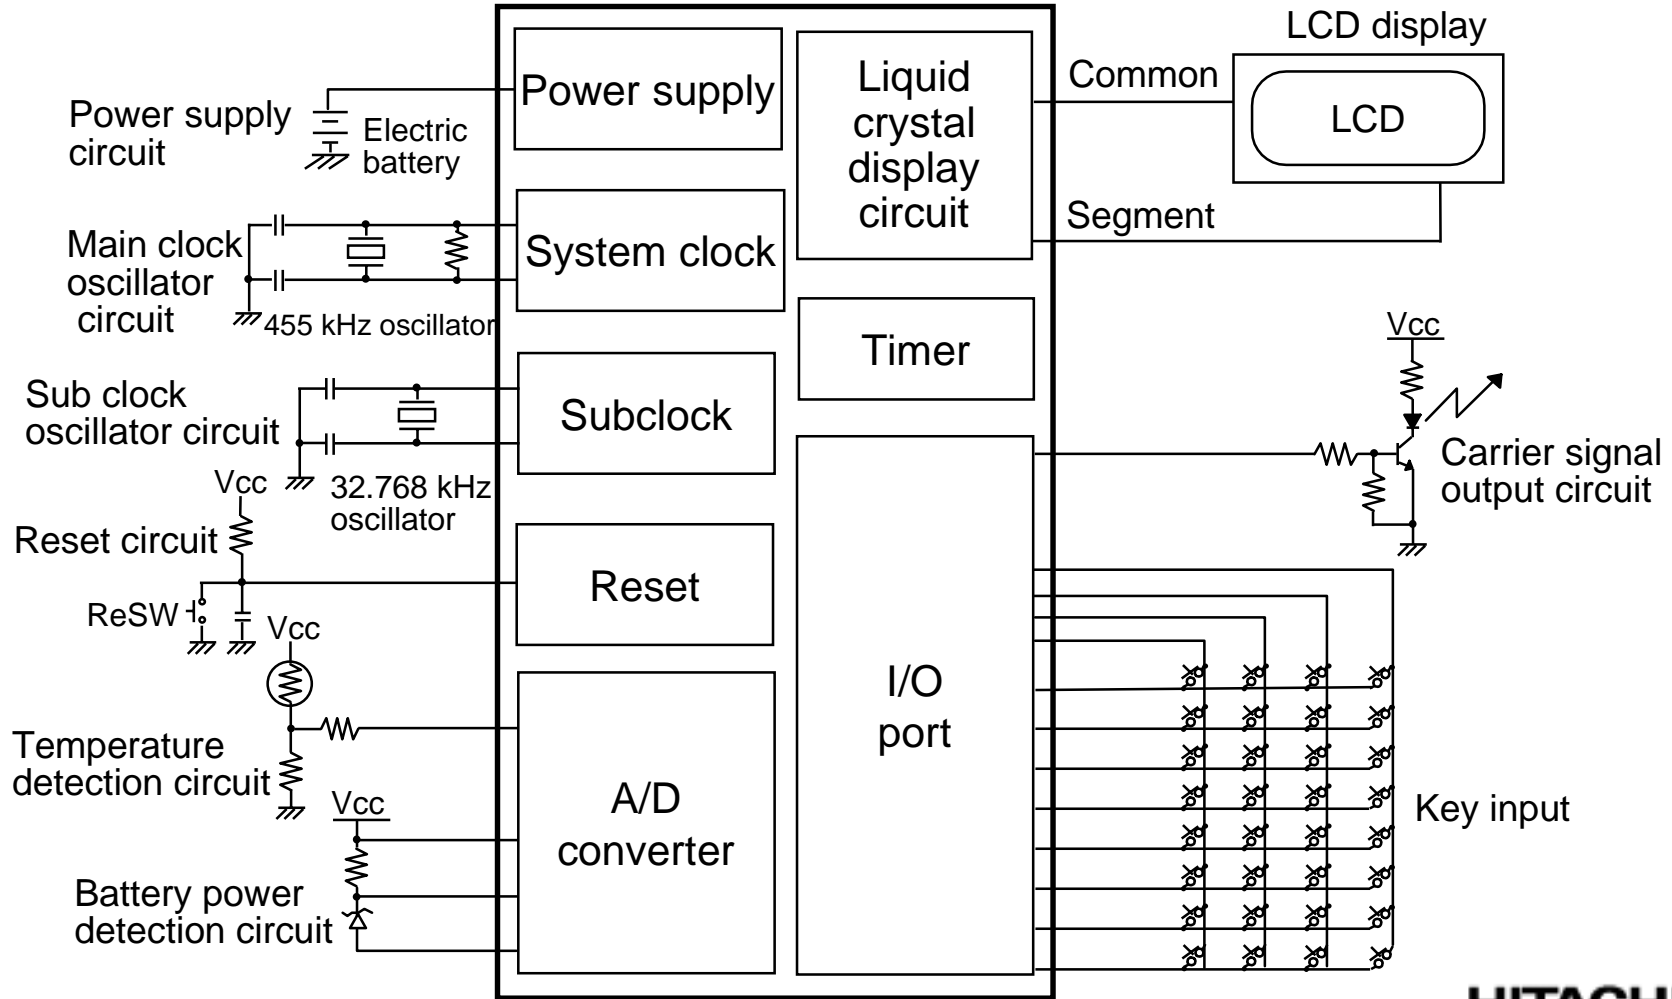 LCD display
Power supply
circuit
Electric
battery
Power supply
Liquid
crystal
display
circuit
Common
LCD
Segment
Main clock
oscillator
circuit
455 kHz oscillator
System clock
Timer
Vcc
Sub clock
oscillator circuit
32.768 kHz
oscillator
Subclock
Carrier signal
output circuit
Vcc
Reset circuit
ReSW
Reset
Vcc
Temperature
detection circuit
I/O
port
A/D
converter
Key input
Vcc
Battery power
detection circuit
HITACHI